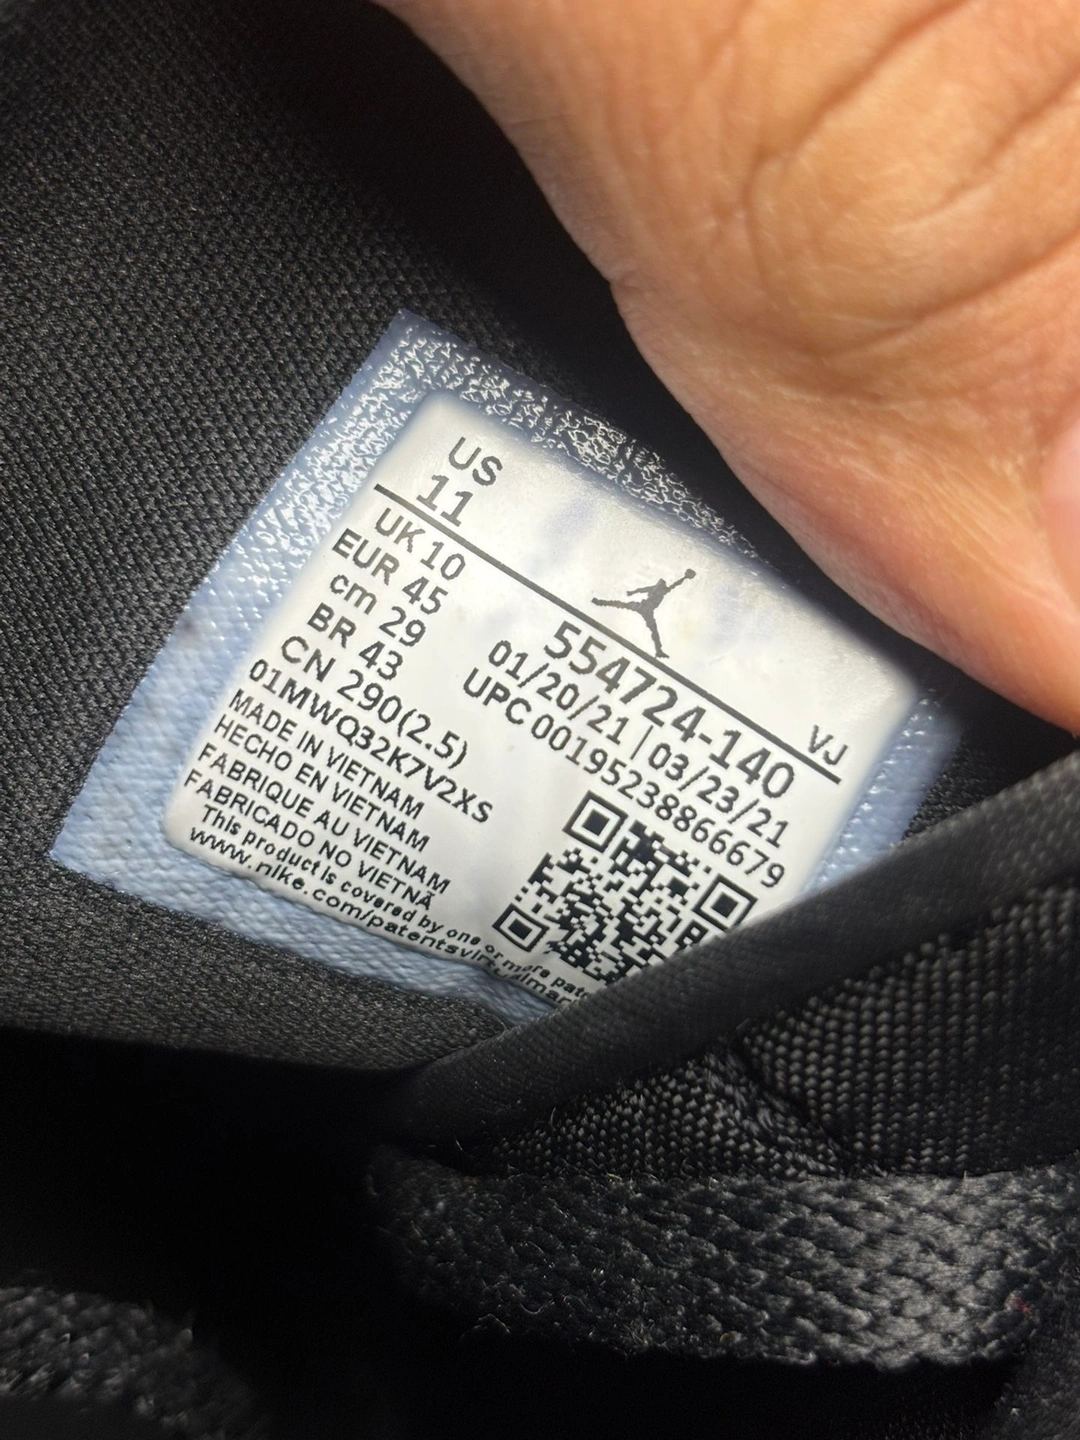 US
11
VJ
UK 10
EUR 45
cm 29
BR 43
CN 290(2.5)
01MWQ32K7V2XS
554724-140
01/20/21 | 03/23/21
UPC 00195238866679
MADE IN VIETNAM
HECHO EN VIETNAM
FABRIQUE AU VIETNAM
FABRICADO NO VIETNÃ
This product is covered by one or more
www.nike.com/patentsvirtual